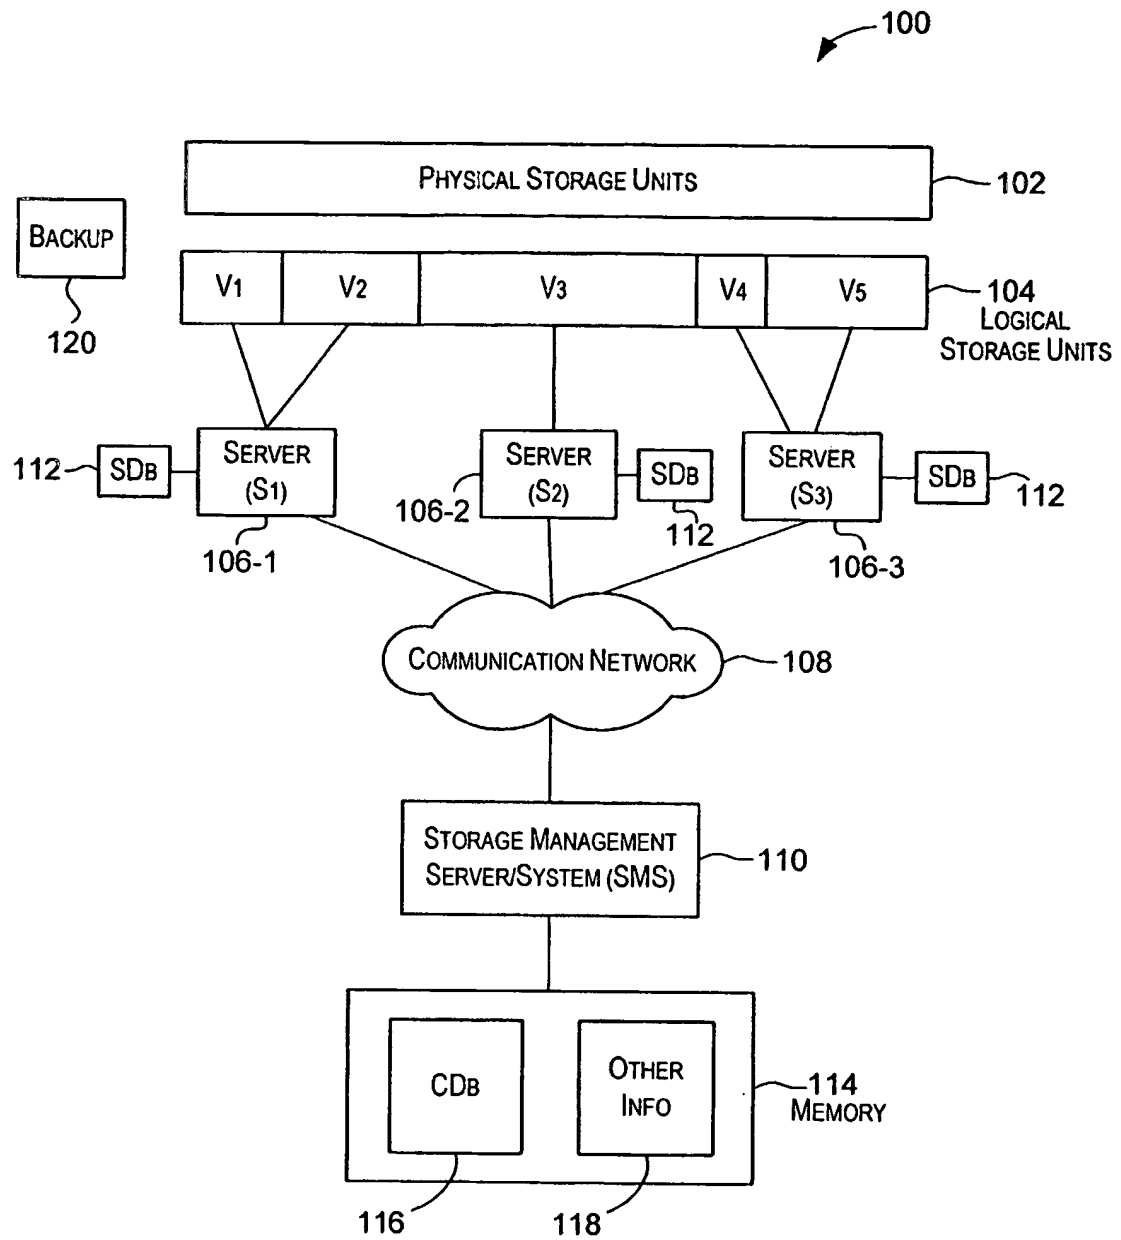 100
PHYSICAL STORAGE UNITS
102
BACKUP
120
V1
V2
V3
V4
V5
104
LOGICAL
STORAGE UNITS
112
SDB
SERVER
(S1)
106-1
SERVER
(S2)
106-2
SDB
112
SERVER
(S3)
106-3
SDB
112
COMMUNICATION NETWORK
108
STORAGE MANAGEMENT
SERVER/SYSTEM (SMS)
110
CDB
OTHER
INFO
114
MEMORY
116
118